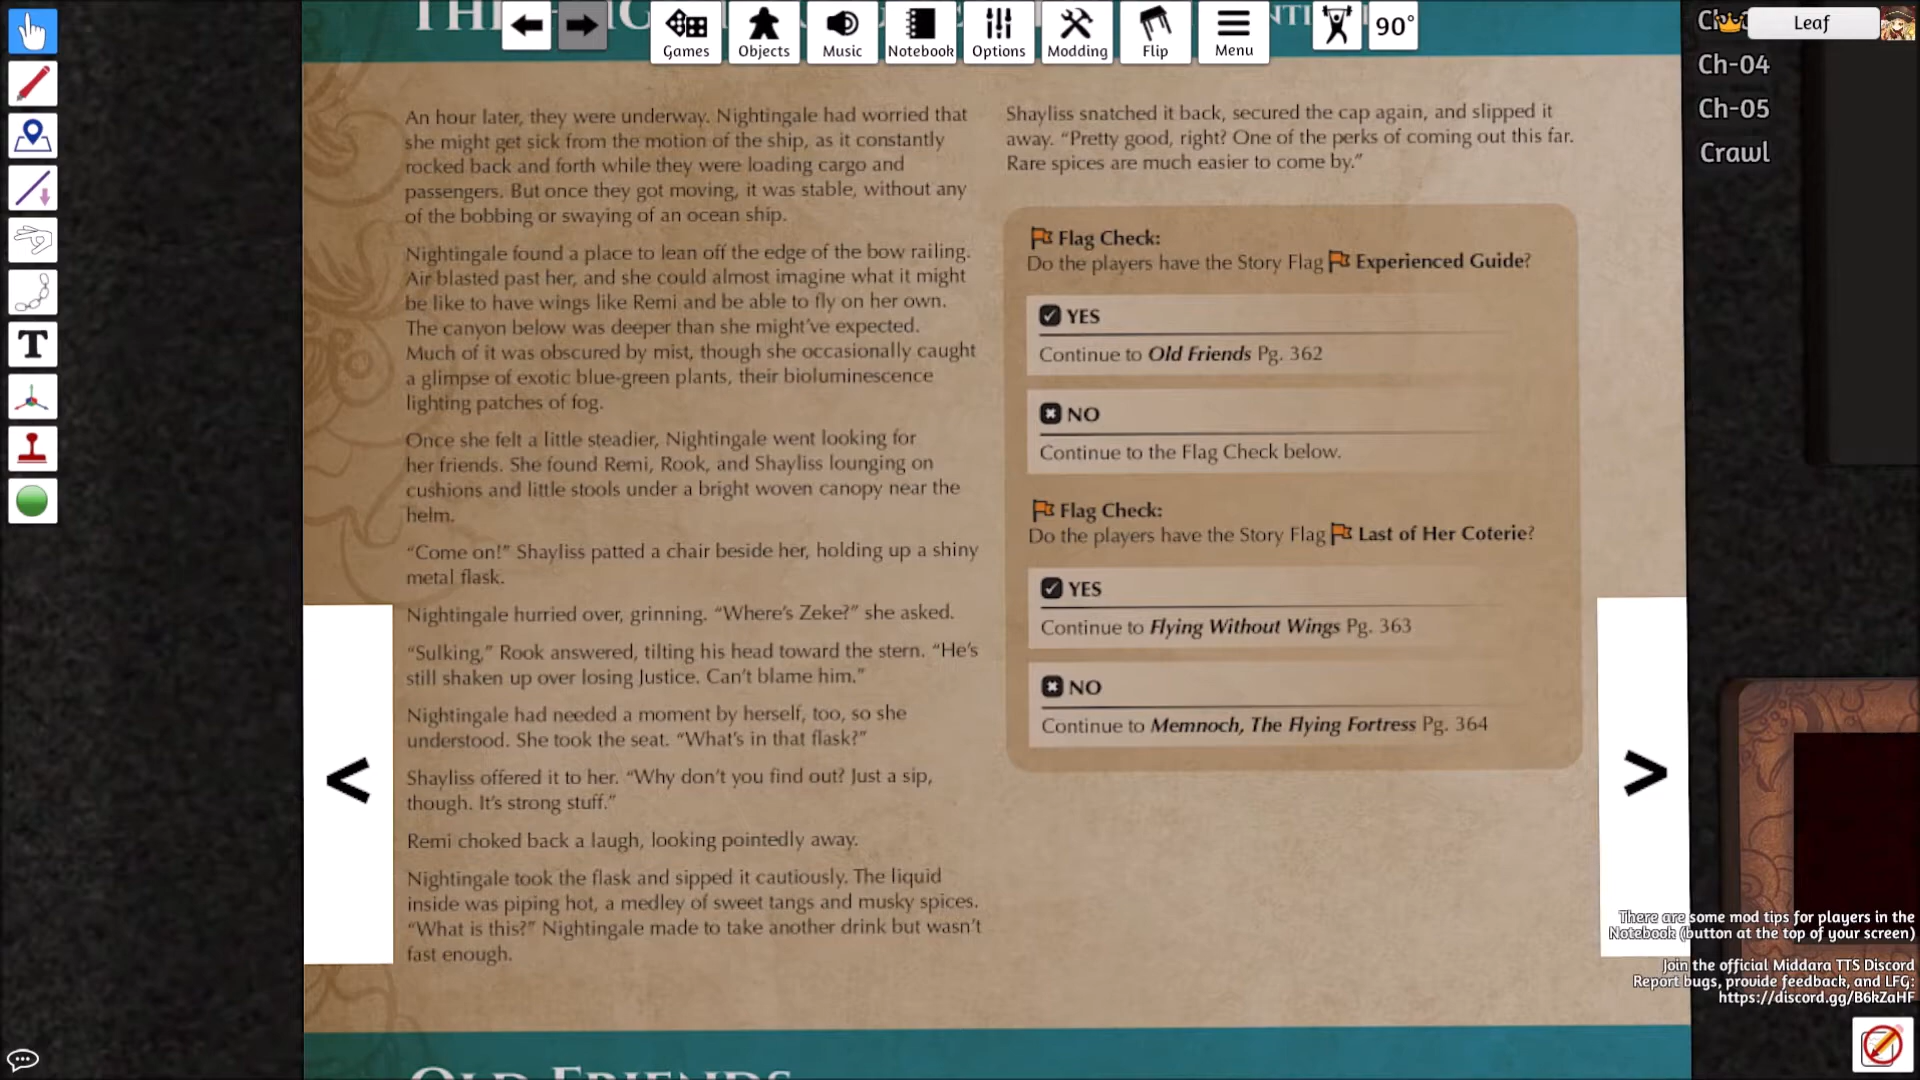 Games
Objects
Music
Notebook
Options
Modding
Flip
Menu
90°
Leaf
Ch-04
Ch-05
Crawl
An hour later, they were underway. Nightingale had worried that
she might get sick from the motion of the ship, as it constantly
rocked back and forth while they were loading cargo and
passengers. But once they got moving, it was stable, without any
of the bobbing or swaying of an ocean ship.
Nightingale found a place to lean off the edge of the bow railing.
Air blasted past her, and she could almost imagine what it might
be like to have wings like Remi and be able to fly on her own.
The canyon below was deeper than she might've expected.
Much of it was obscured by mist, though she occasionally caught
a glimpse of exotic blue-green plants, their bioluminescence
lighting patches of fog.
Once she felt a little steadier, Nightingale went looking for
her friends. She found Remi, Rook, and Shayliss lounging on
cushions and little stools under a bright woven canopy near the
helm.
“Come on!” Shayliss patted a chair beside her, holding up a shiny
metal flask.
Nightingale hurried over, grinning. “Where's Zeke?” she asked.
“Sulking,” Rook answered, tilting his head toward the stern. “He's
still shaken up over losing Justice. Can't blame him.”
Nightingale had needed a moment by herself, too, so she
understood. She took the seat. “What's in that flask?”
Shayliss offered it to her. “Why don't you find out? Just a sip,
though. It's strong stuff.”
Remi choked back a laugh, looking pointedly away.
Nightingale took the flask and sipped it cautiously. The liquid
inside was piping hot, a medley of sweet tangs and musky spices.
“What is this?” Nightingale made to take another drink but wasn't
fast enough.
Shayliss snatched it back, secured the cap again, and slipped it
away. “Pretty good, right? One of the perks of coming out this far.
Rare spices are much easier to come by.”
Flag Check:
Do the players have the Story Flag Experienced Guide?
YES
Continue to Old Friends Pg. 362
NO
Continue to the Flag Check below.
Flag Check:
Do the players have the Story Flag Last of Her Coterie?
YES
Continue to Flying Without Wings Pg. 363
NO
Continue to Memnoch, The Flying Fortress Pg. 364
<
>
T
There are some mod tips for players in the
Notebook (button at the top of your screen)
Join the official Middara TTS Discord
Report bugs, provide feedback, and LFG:
https://discord.gg/B6kZaHF
OLD FRIENDS